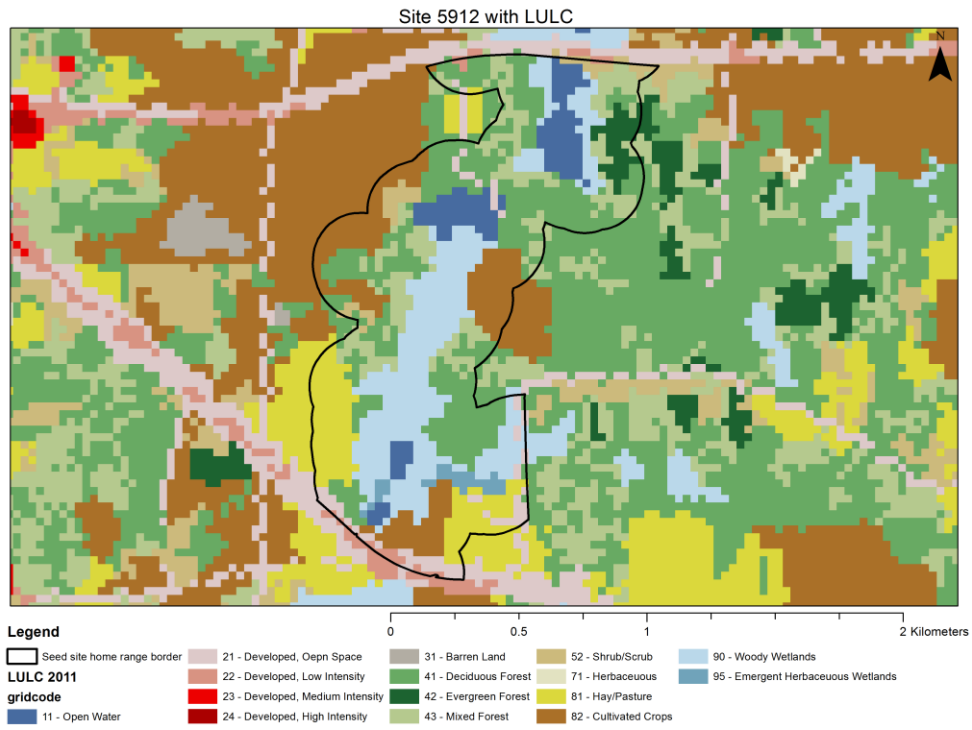 Site 5912 with LULC
N
0 0.5 1 2 Kilometers
Legend
Seed site home range border
LULC 2011
gridcode
11 - Open Water
21 - Developed, Oepn Space
22 - Developed, Low Intensity
23 - Developed, Medium Intensity
24 - Developed, High Intensity
31 - Barren Land
41 - Deciduous Forest
42 - Evergreen Forest
43 - Mixed Forest
52 - Shrub/Scrub
71 - Herbaceuous
81 - Hay/Pasture
82 - Cultivated Crops
90 - Woody Wetlands
95 - Emergent Herbaceuous Wetlands